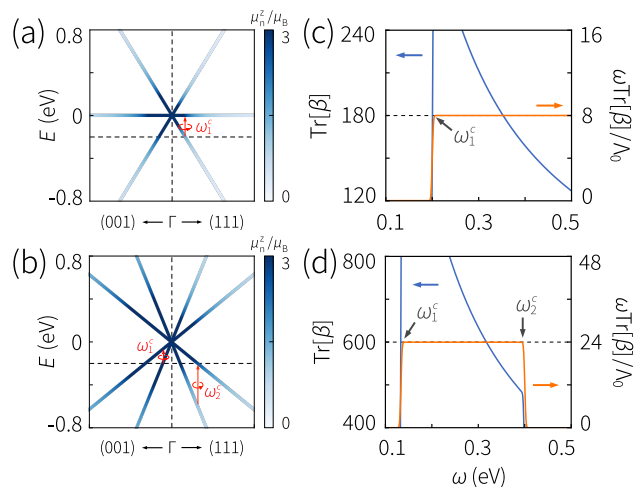 (a)
μₙᶻ/μ_B
0.8
0
-0.8
E (eV)
ω₁ᶜ
(001) ← Γ → (111)
3
0
(c)
240
180
120
Tr[β]
ω₁ᶜ
16
8
0
ωTr[β]/Λ₀
0.1 0.3 0.5
(b)
μₙᶻ/μ_B
0.8
0
-0.8
E (eV)
ω₁ᶜ
ω₂ᶜ
(001) ← Γ → (111)
3
0
(d)
800
600
400
Tr[β]
ω₁ᶜ
ω₂ᶜ
48
24
0
ωTr[β]/Λ₀
0.1 0.3 0.5
ω (eV)